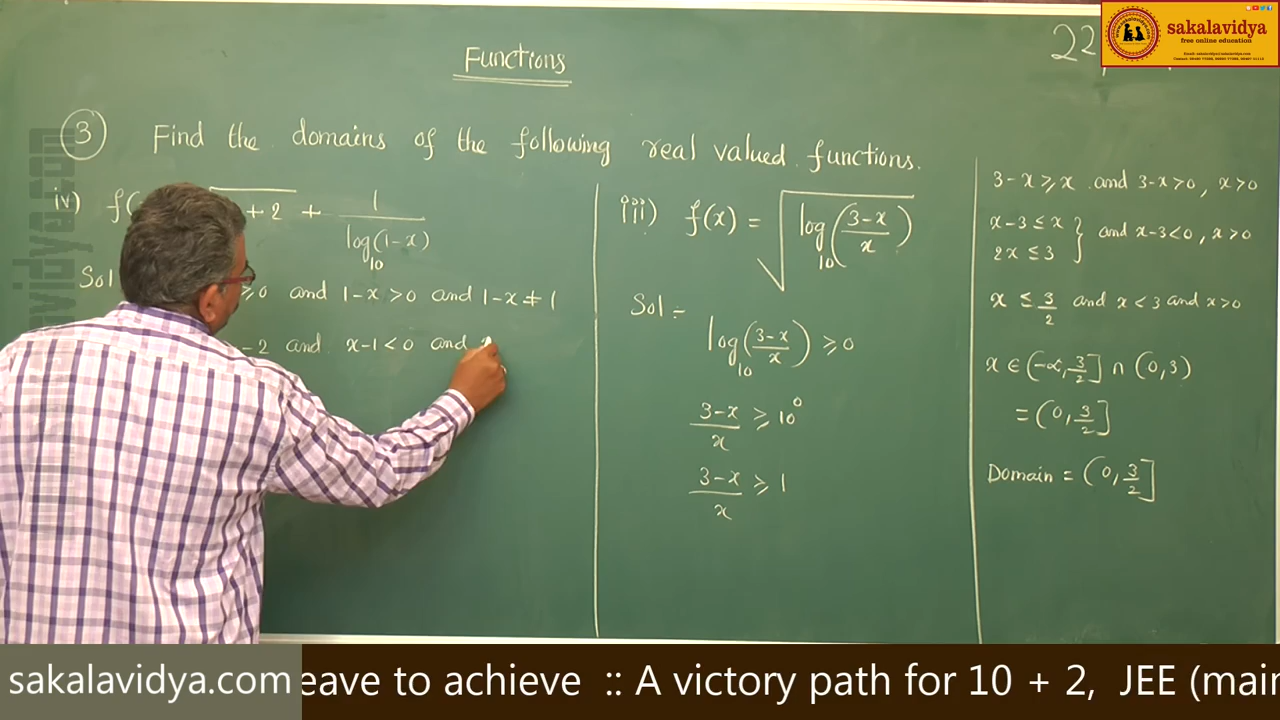 Functions
22
sakalavidya
free online education
3 Find the domains of the following real valued functions.
iv) f( + 2 + 1/log₁₀(1-x)
Sol
≥0 and 1-x >0 and 1-x ≠ 1
-2 and x-1 < 0 and
iii) f(x) = √log₁₀((3-x)/x)
Sol :-
log₁₀((3-x)/x) ≥ 0
(3-x)/x ≥ 10⁰
(3-x)/x ≥ 1
3-x ≥ x and 3-x>0, x>0
x-3 ≤ x } and x-3<0, x>0
2x ≤ 3
x ≤ 3/2 and x < 3 and x>0
x ∈ (-∞, 3/2] ∩ (0,3)
= (0, 3/2]
Domain = (0, 3/2]
vidye.com
sakalavidya.com
eave to achieve :: A victory path for 10 + 2, JEE (main